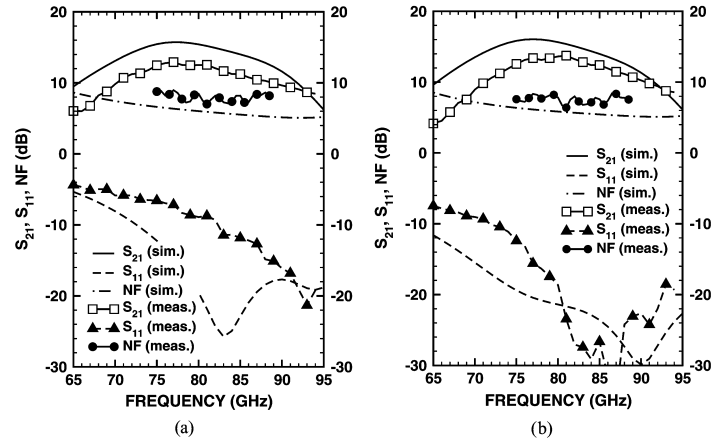 20
20
10
10
0
0
-10
-10
-20
-20
-30
-30
65
70
75
80
85
90
95
S21, S11, NF (dB)
FREQUENCY (GHz)
S21 (sim.)
S11 (sim.)
NF (sim.)
S21 (meas.)
S11 (meas.)
NF (meas.)
(a)
20
20
10
10
0
0
-10
-10
-20
-20
-30
-30
65
70
75
80
85
90
95
S21, S11, NF (dB)
FREQUENCY (GHz)
S21 (sim.)
S11 (sim.)
NF (sim.)
S21 (meas.)
S11 (meas.)
NF (meas.)
(b)